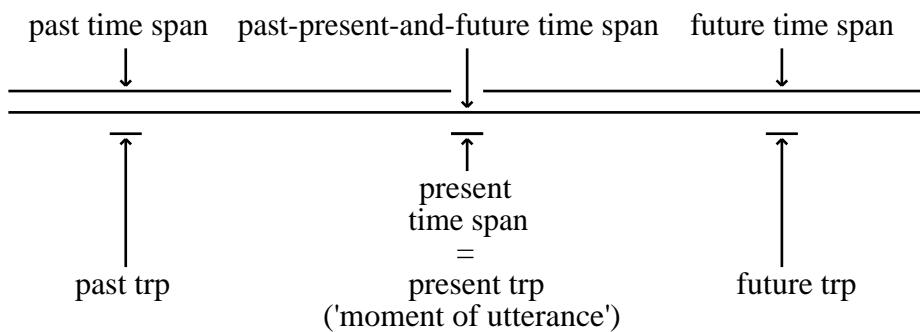 past time span past-present-and-future time span future time span
present
time span
=
past trp present trp future trp
('moment of utterance')